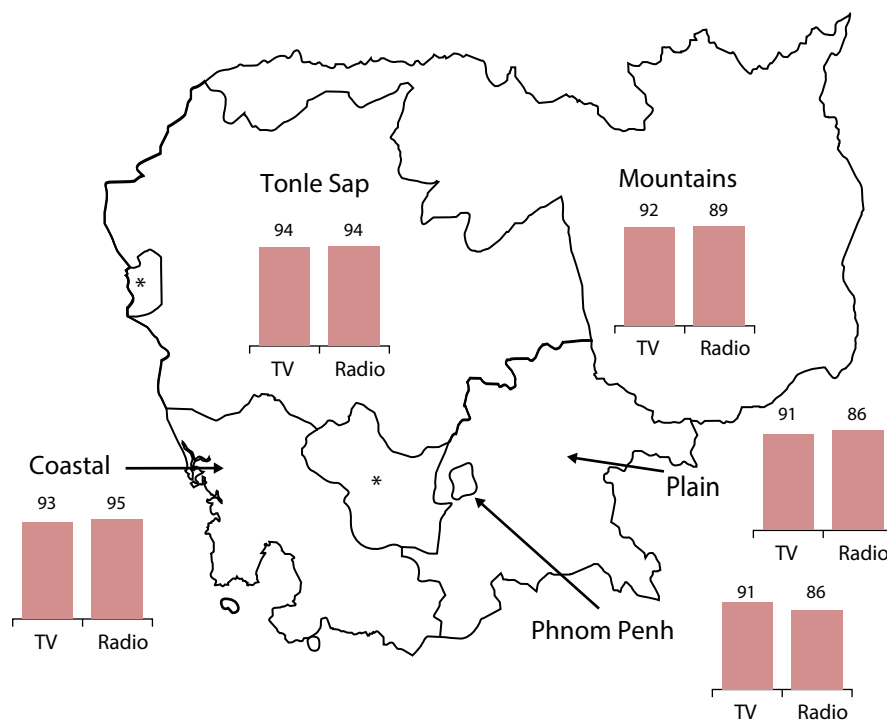 Tonle Sap
94 94
TV Radio
Mountains
92 89
TV Radio
*
*
Coastal
93 95
TV Radio
Plain
91 86
TV Radio
Phnom Penh
91 86
TV Radio